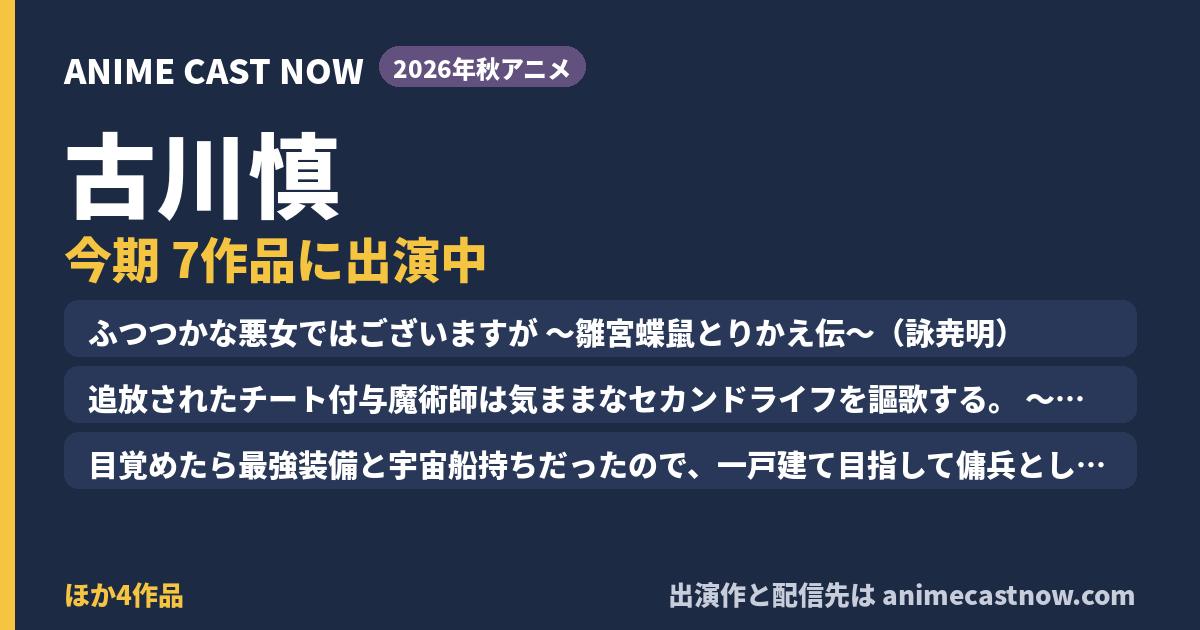 ANIME CAST NOW 2026年秋アニメ
古川慎
今期 7作品に出演中
ふつつかな悪女ではございますが ～雛宮蝶鼠とりかえ伝～（詠尭明）
追放されたチート付与魔術師は気ままなセカンドライフを謳歌する。 ～…
目覚めたら最強装備と宇宙船持ちだったので、一戸建て目指して傭兵とし…
ほか4作品
出演作と配信先は animecastnow.com